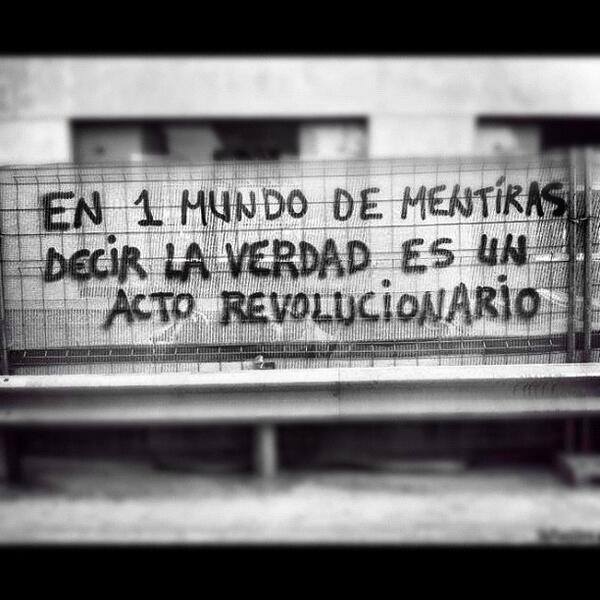 EN 1 MUNDO DE MENTIRAS
DECIR LA VERDAD ES UN
ACTO REVOLUCIONARIO